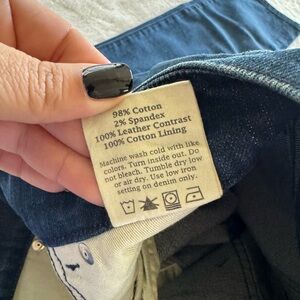 98% Cotton
2% Spandex
100% Leather Contrast
100% Cotton Lining
Machine wash cold with like
colors. Turn inside out. Do
not bleach. Tumble dry low
or air dry. Use low iron
setting on denim only.